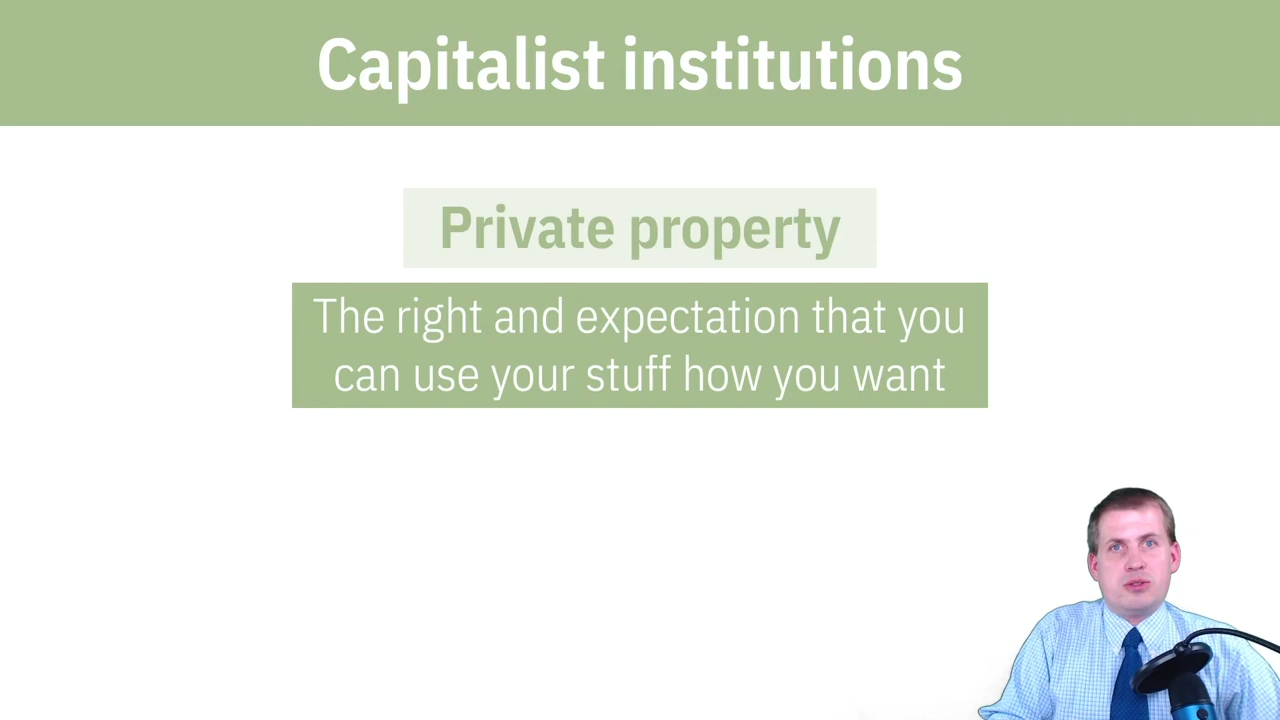 Capitalist institutions
Private property
The right and expectation that you
can use your stuff how you want